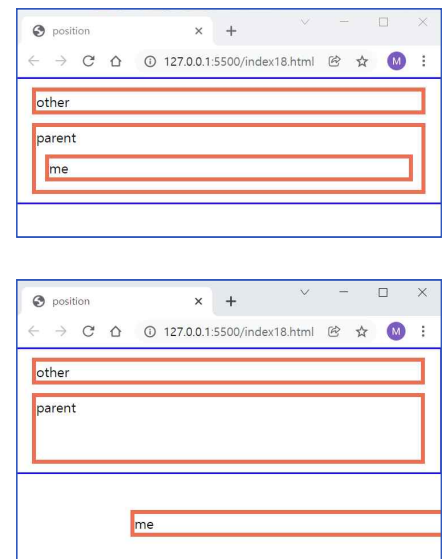 position
127.0.0.1:5500/index18.html
M
other
parent
me
position
127.0.0.1:5500/index18.html
M
other
parent
me